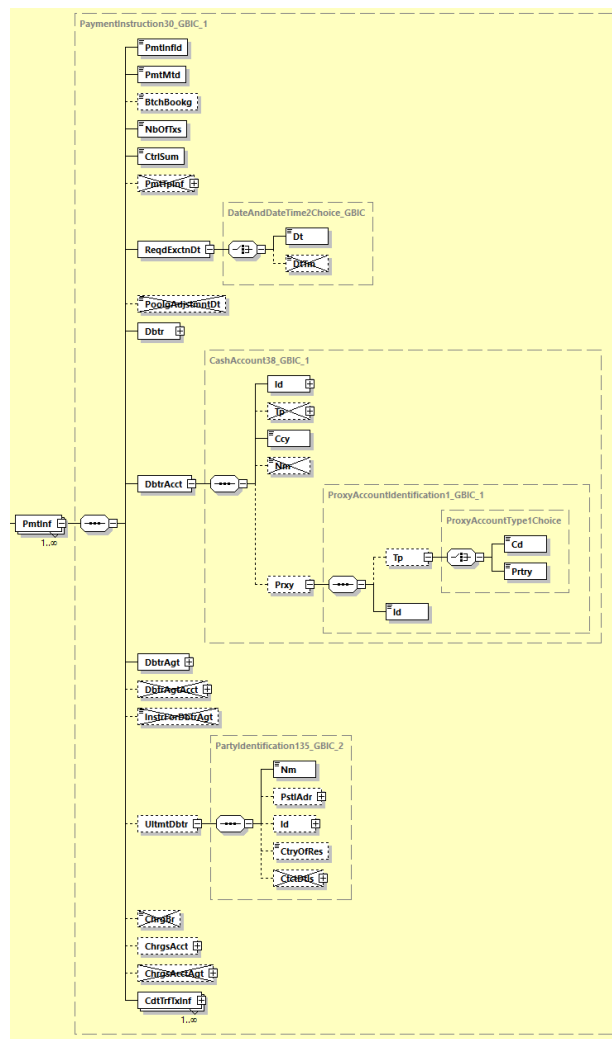 PaymentInstruction30_GBIC_1
PmtInfId
PmtMtd
BtchBookg
NbOfTxs
CtrlSum
PmtTpInf
DateAndDateTime2Choice_GBIC
ReqdExctnDt
Dt
DtTm
PoolgAdjstmntDt
Dbtr
CashAccount38_GBIC_1
Id
Tp
Ccy
Nm
DbtrAcct
ProxyAccountIdentification1_GBIC_1
ProxyAccountType1Choice
Cd
Tp
Prtry
Prxy
Id
PmtInf
1..∞
DbtrAgt
DbtrAgtAcct
InstrForDbtrAgt
PartyIdentification135_GBIC_2
Nm
PstlAdr
UltmtDbtr
Id
CtryOfRes
CtctDtls
ChrgBr
ChrgsAcct
ChrgsAcctAgt
CdtTrfTxInf
1..∞